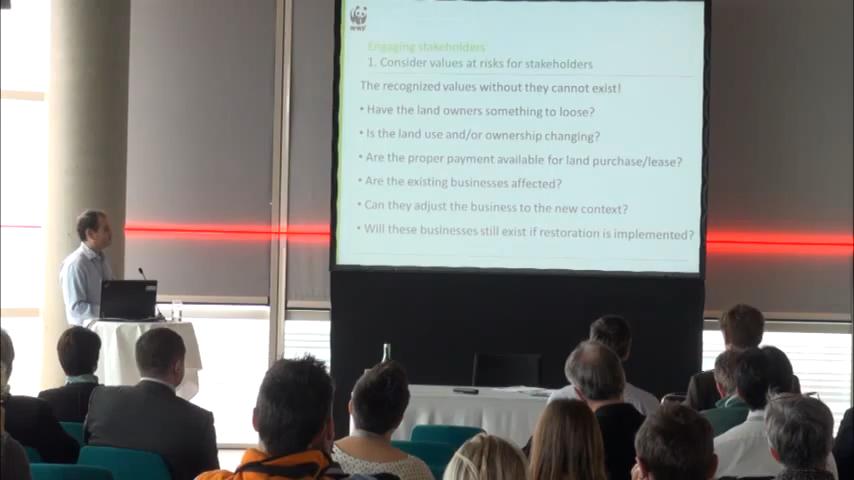 WWF
Engaging stakeholders
1. Consider values at risks for stakeholders
The recognized values without they cannot exist!
• Have the land owners something to loose?
• Is the land use and/or ownership changing?
• Are the proper payment available for land purchase/lease?
• Are the existing businesses affected?
• Can they adjust the business to the new context?
• Will these businesses still exist if restoration is implemented?